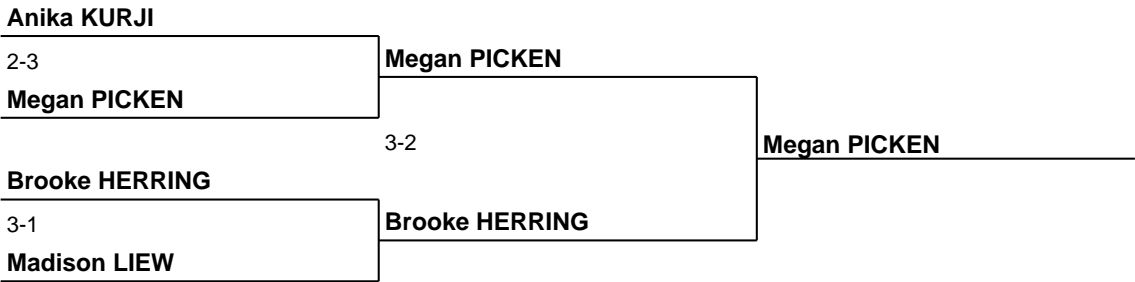 Anika KURJI
2-3
Megan PICKEN
Megan PICKEN
3-2
Megan PICKEN
Brooke HERRING
3-1
Brooke HERRING
Madison LIEW